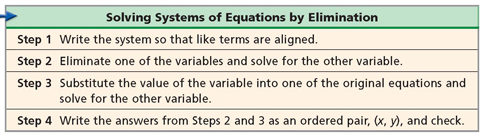 Solving Systems of Equations by Elimination
Step 1 Write the system so that like terms are aligned.
Step 2 Eliminate one of the variables and solve for the other variable.
Step 3 Substitute the value of the variable into one of the original equations and
solve for the other variable.
Step 4 Write the answers from Steps 2 and 3 as an ordered pair, (x, y), and check.